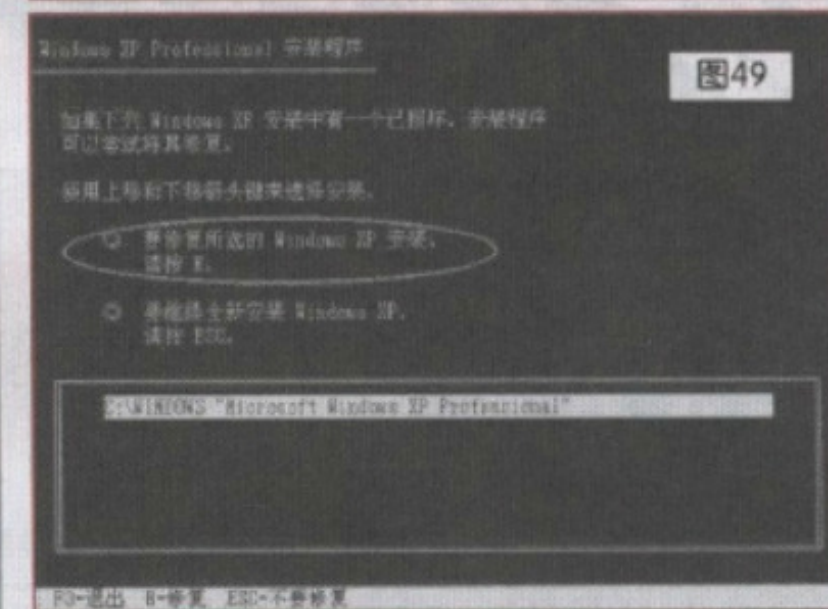 Windows XP Professional 安装程序
图49
如果下列 Windows XP 安装中有一个已损坏，安装程序
可以尝试将其修复。
请用上移和下移箭头键来选择安装。
要修复所选的 Windows XP 安装，
请按 R。
要继续全新安装 Windows XP，
请按 ESC。
C:\WINDOWS "Microsoft Windows XP Professional"
F3=退出 R=修复 ESC=不要修复